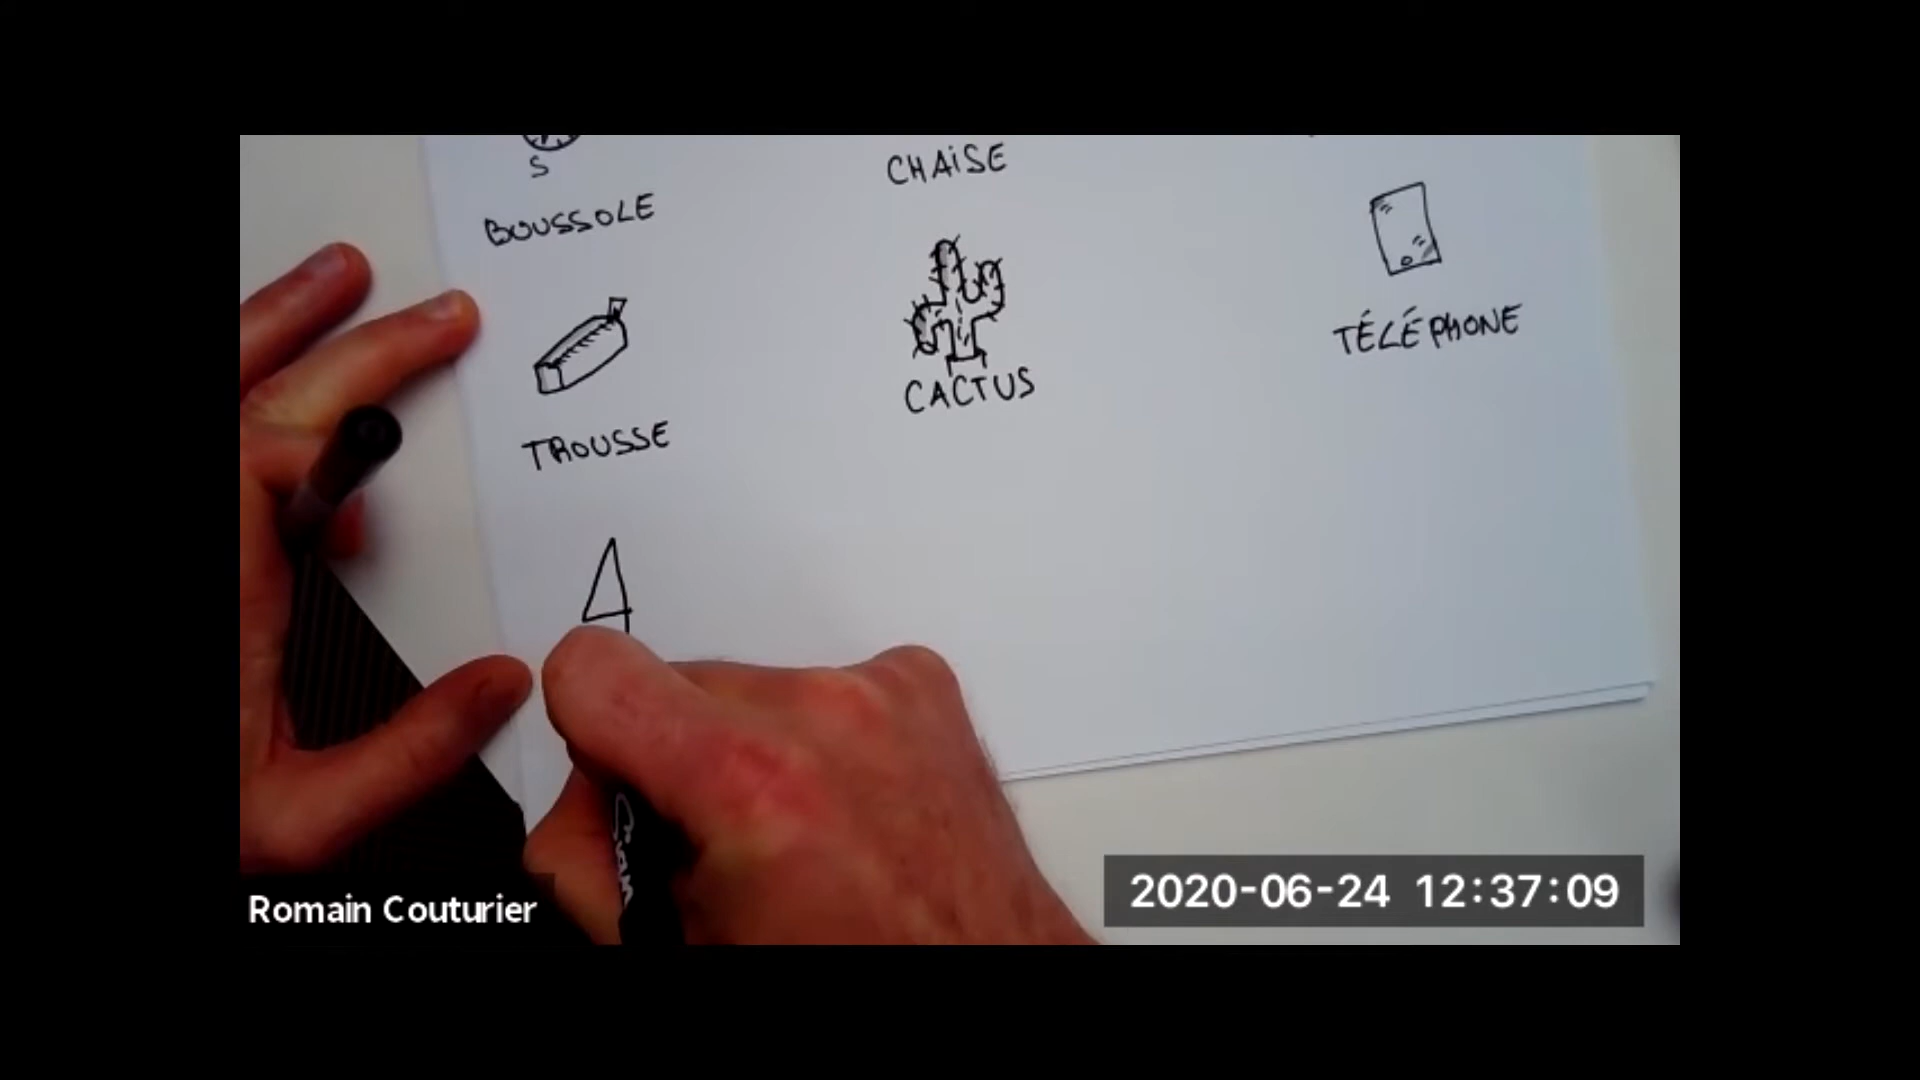 S
BOUSSOLE
CHAiSE
TÉLÉPHONE
CACTUS
TROUSSE
Romain Couturier
2020-06-24 12:37:09